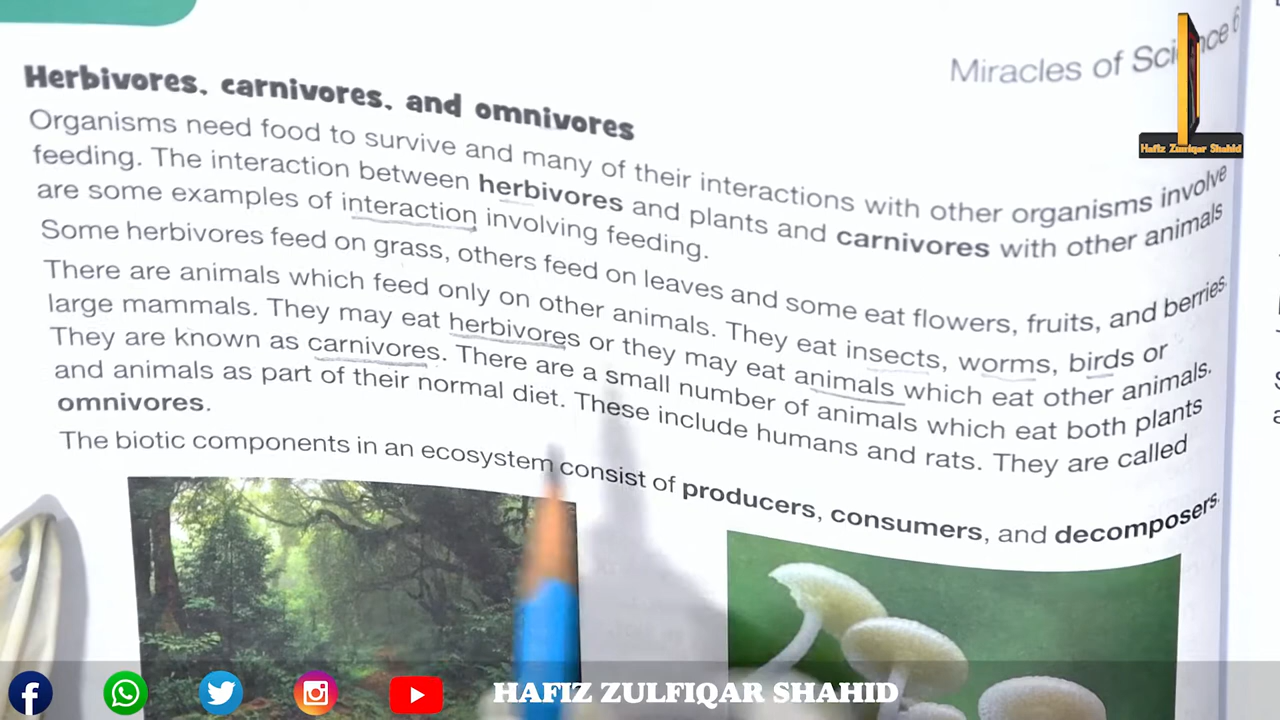 Miracles of Science 6
Hafiz Zulfiqar Shahid
Herbivores, carnivores, and omnivores
Organisms need food to survive and many of their interactions with other organisms involve
feeding. The interaction between herbivores and plants and carnivores with other animals
are some examples of interaction involving feeding.
Some herbivores feed on grass, others feed on leaves and some eat flowers, fruits, and berries.
There are animals which feed only on other animals. They eat insects, worms, birds or
large mammals. They may eat herbivores or they may eat animals which eat other animals.
They are known as carnivores. There are a small number of animals which eat both plants
and animals as part of their normal diet. These include humans and rats. They are called
omnivores.
The biotic components in an ecosystem consist of producers, consumers, and decomposers.
HAFIZ ZULFIQAR SHAHID